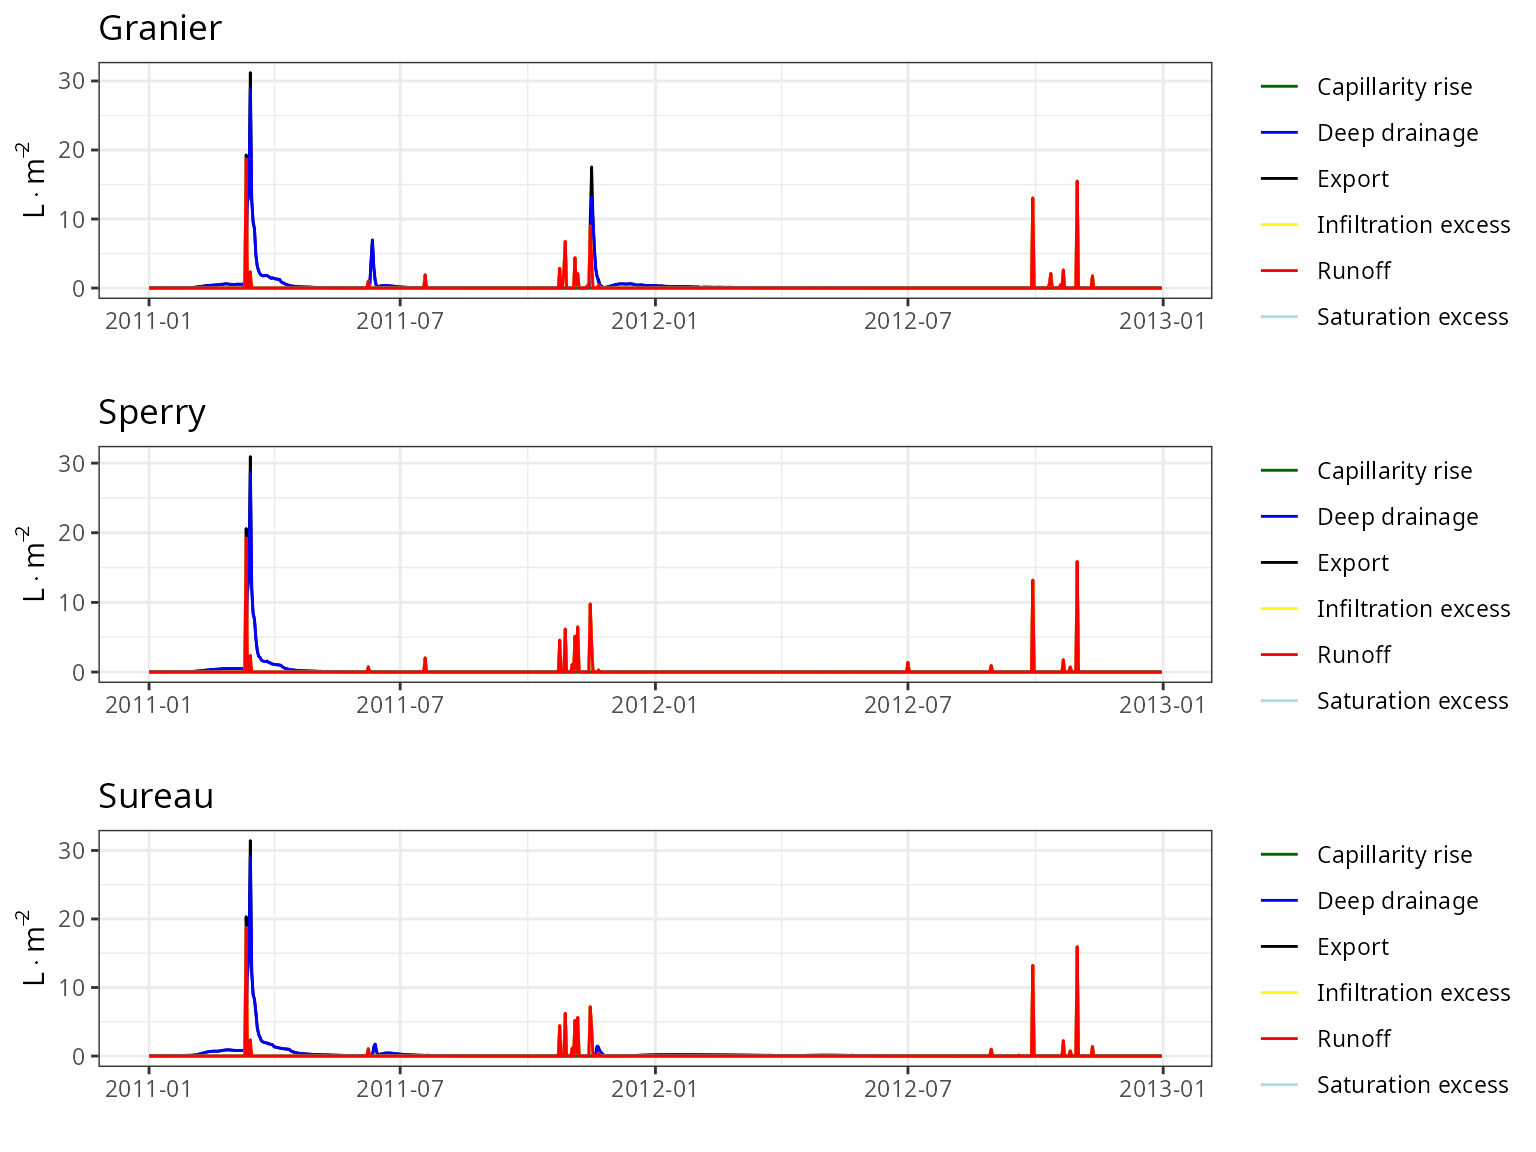 Granier
30
20
10
0
L · m⁻²
2011-01 2011-07 2012-01 2012-07 2013-01
Capillarity rise
Deep drainage
Export
Infiltration excess
Runoff
Saturation excess
Sperry
30
20
10
0
L · m⁻²
2011-01 2011-07 2012-01 2012-07 2013-01
Capillarity rise
Deep drainage
Export
Infiltration excess
Runoff
Saturation excess
Sureau
30
20
10
0
L · m⁻²
2011-01 2011-07 2012-01 2012-07 2013-01
Capillarity rise
Deep drainage
Export
Infiltration excess
Runoff
Saturation excess